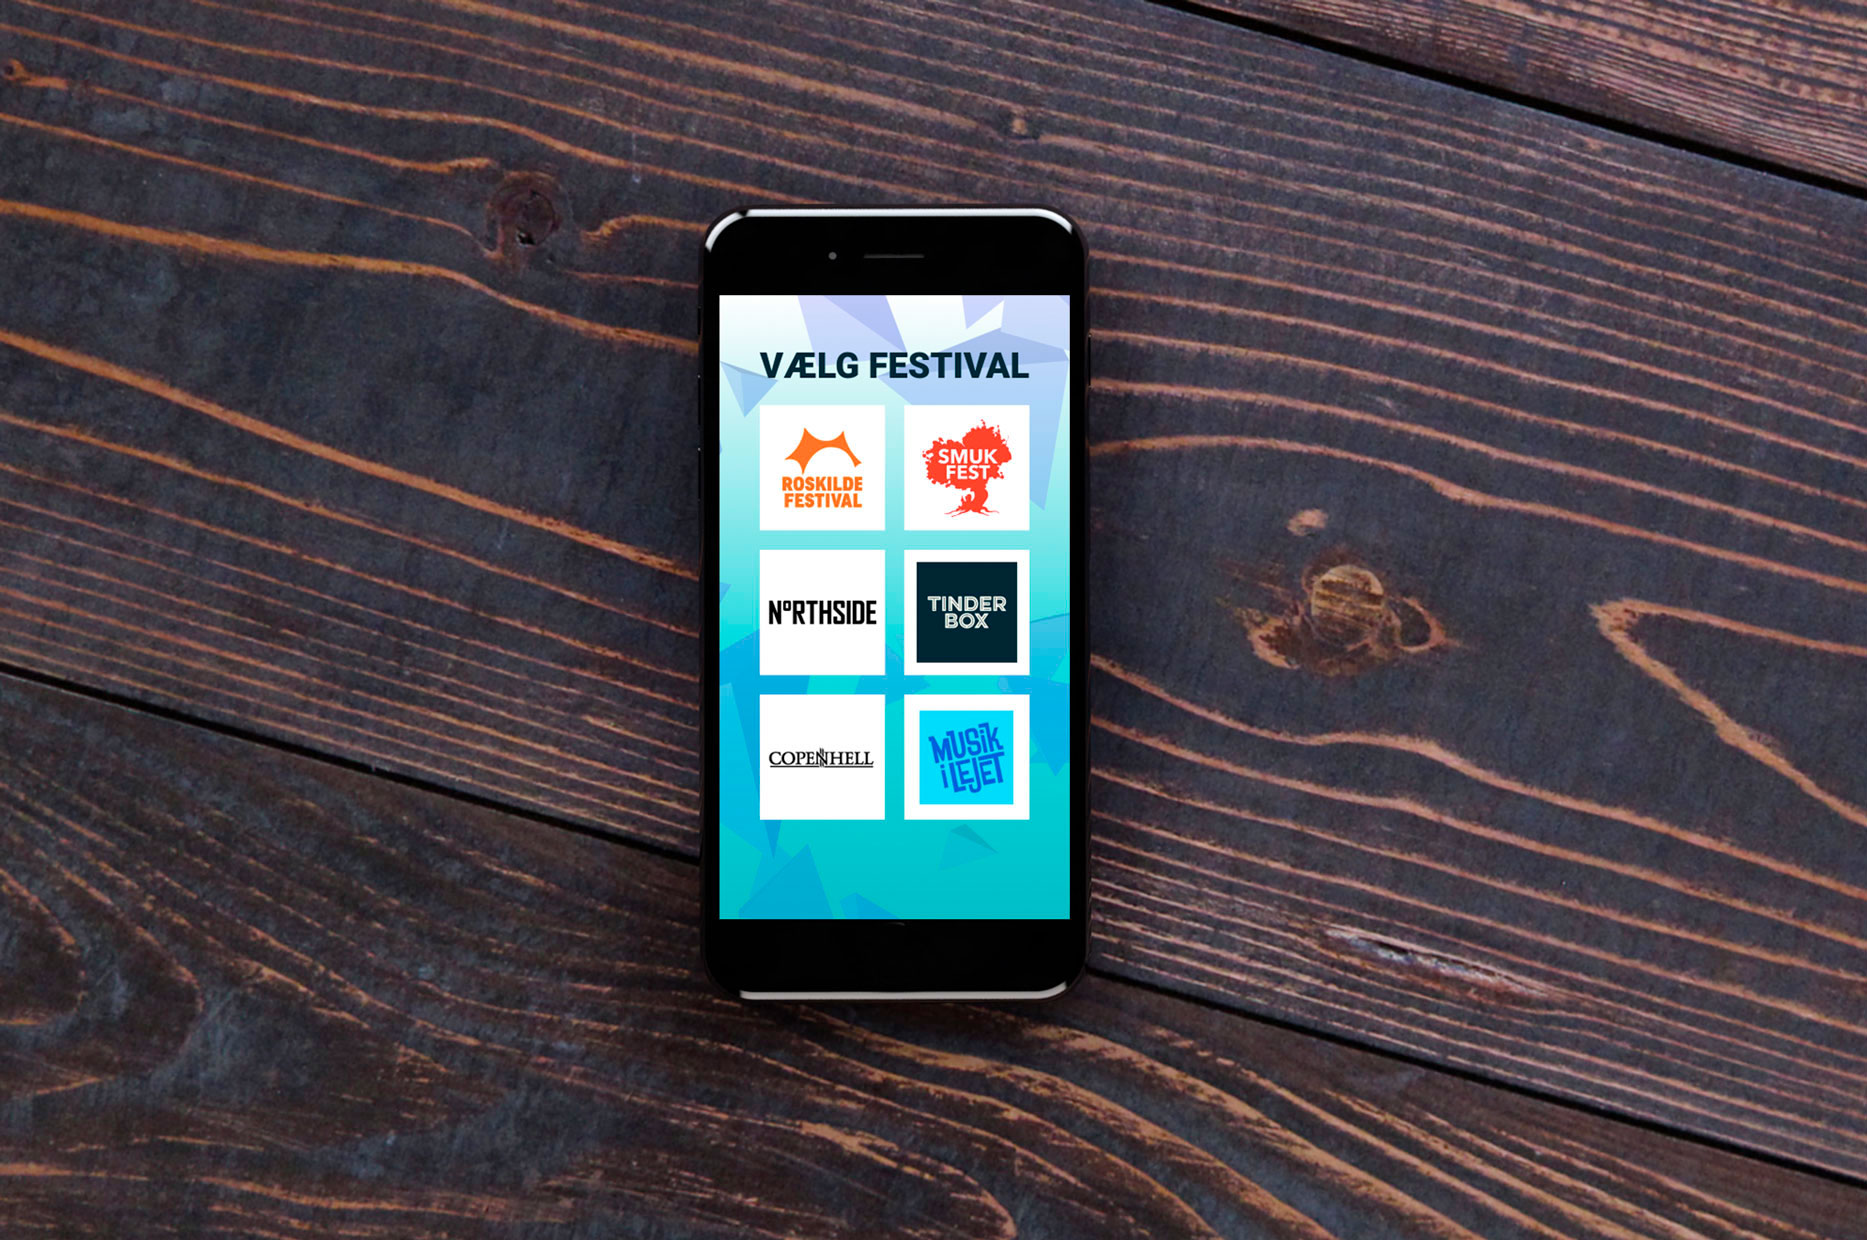 VÆLG FESTIVAL
ROSKILDE
FESTIVAL
SMUK
FEST
NORTHSIDE
TINDER
BOX
COPENHELL
MUSiK
i LEJET